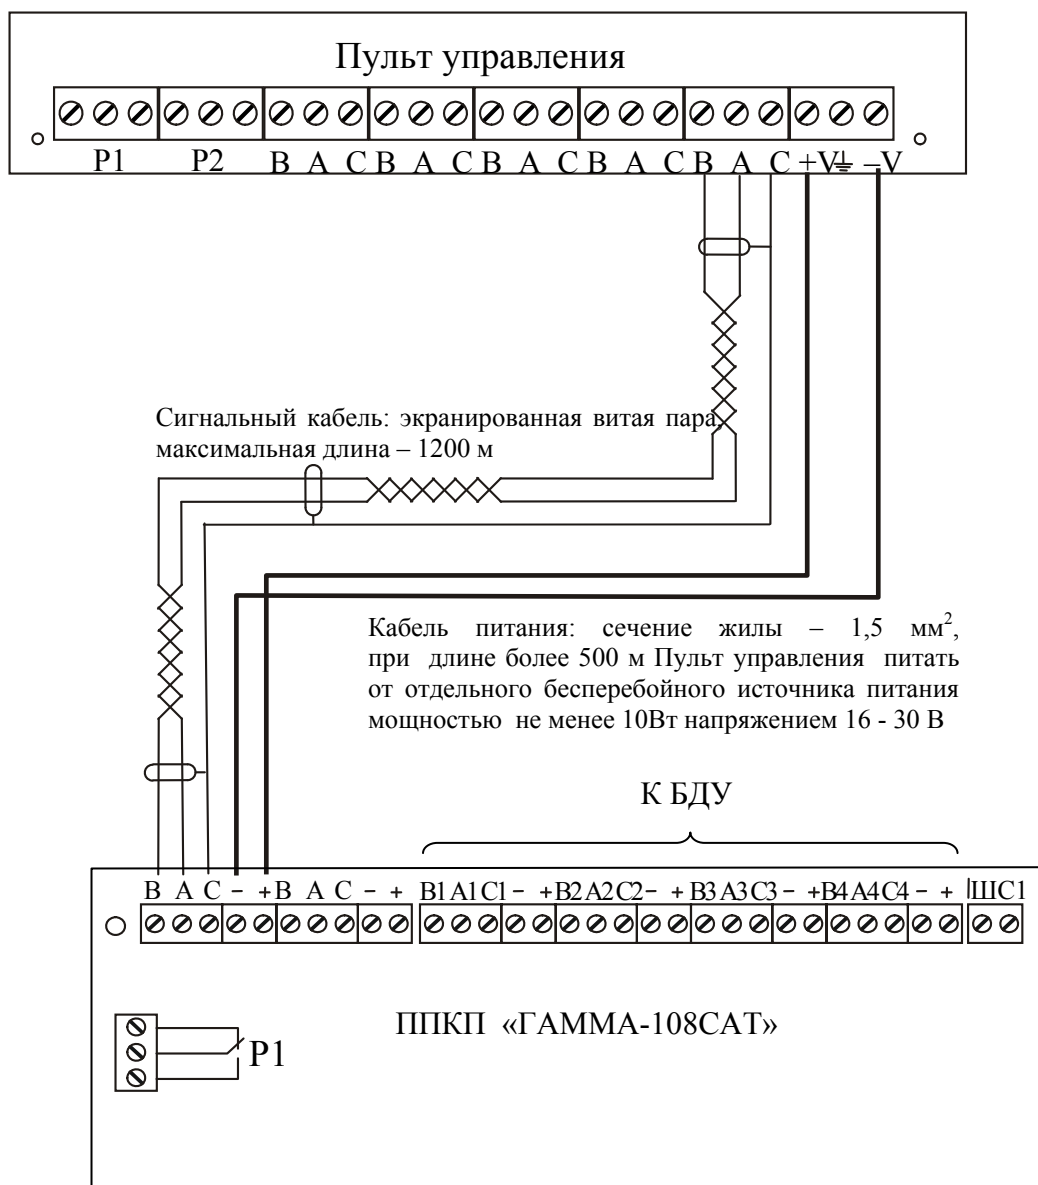 Пульт управления
P1 P2 B A C B A C B A C B A C B A C +V –V
Сигнальный кабель: экранированная витая пара,
максимальная длина – 1200 м
Кабель питания: сечение жилы – 1,5 мм²,
при длине более 500 м Пульт управления питать
от отдельного бесперебойного источника питания
мощностью не менее 10Вт напряжением 16 - 30 В
К БДУ
B A C - + B A C - + B1 A1 C1 - + B2 A2 C2 - + B3 A3 C3 - + B4 A4 C4 - + ШС1
ППКП «ГАММА-108САТ»
P1